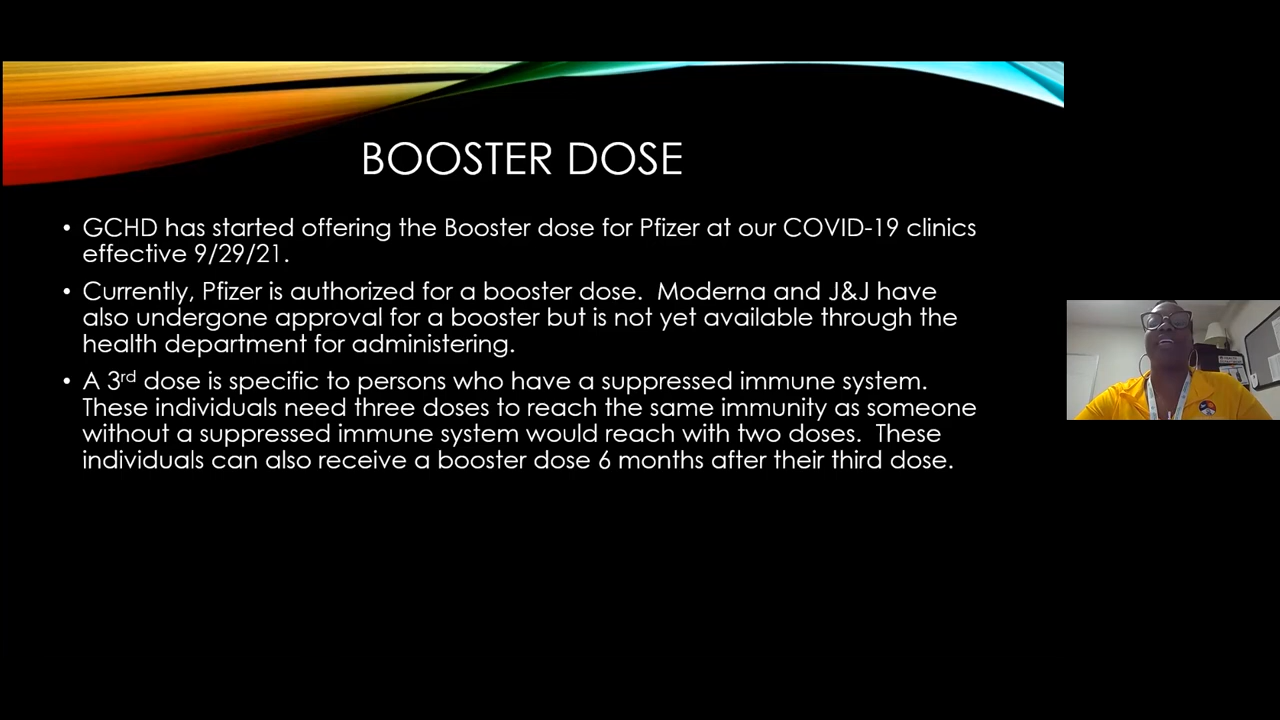 BOOSTER DOSE
• GCHD has started offering the Booster dose for Pfizer at our COVID-19 clinics
effective 9/29/21.
• Currently, Pfizer is authorized for a booster dose.  Moderna and J&J have
also undergone approval for a booster but is not yet available through the
health department for administering.
• A 3rd dose is specific to persons who have a suppressed immune system.
These individuals need three doses to reach the same immunity as someone
without a suppressed immune system would reach with two doses.  These
individuals can also receive a booster dose 6 months after their third dose.